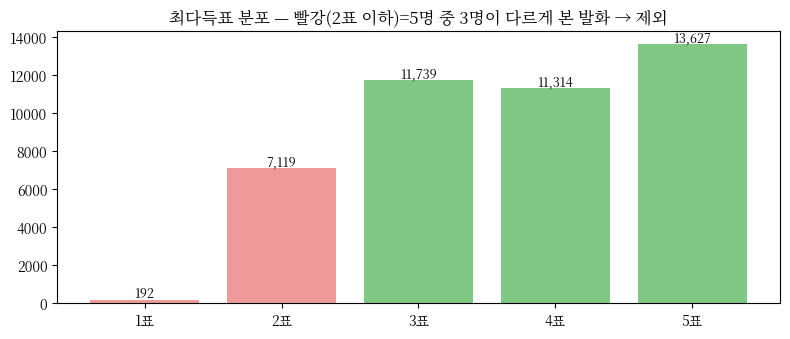 최다득표 분포 — 빨강(2표 이하)=5명 중 3명이 다르게 본 발화 → 제외
14000
12000
10000
8000
6000
4000
2000
0
192
7,119
11,739
11,314
13,627
1표
2표
3표
4표
5표